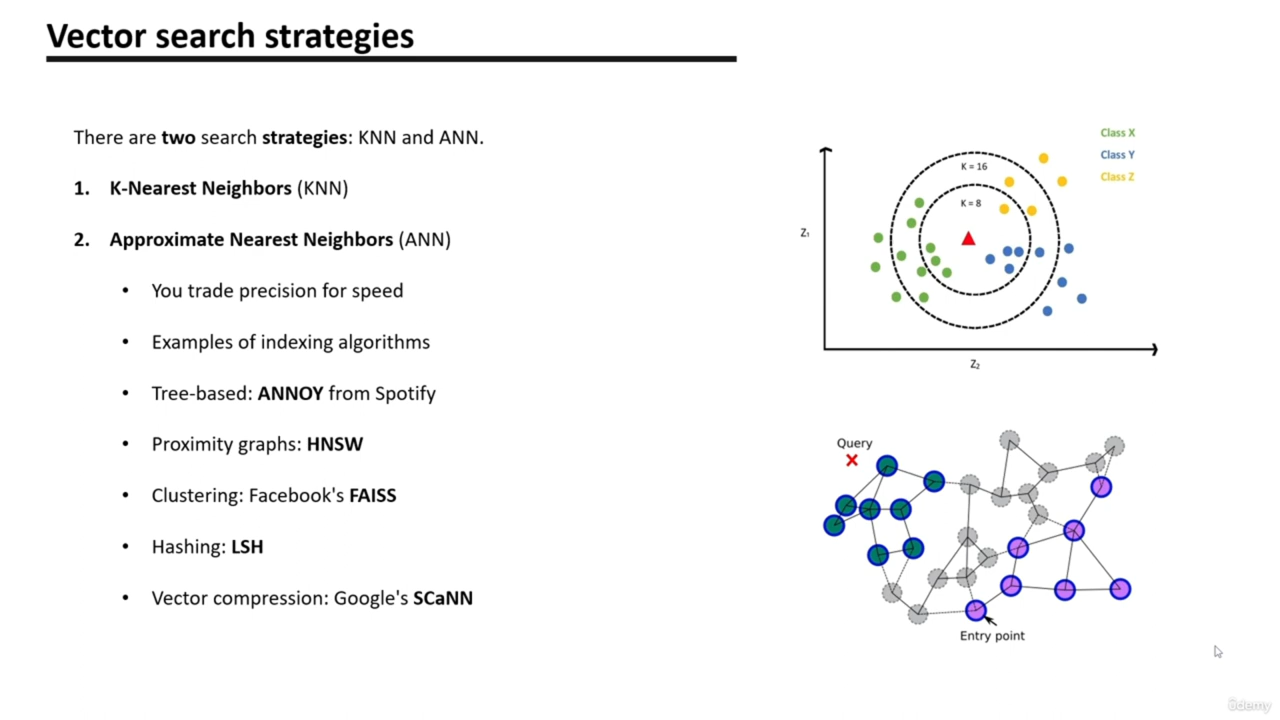 Vector search strategies
There are two search strategies: KNN and ANN.
1. K-Nearest Neighbors (KNN)
2. Approximate Nearest Neighbors (ANN)
• You trade precision for speed
• Examples of indexing algorithms
• Tree-based: ANNOY from Spotify
• Proximity graphs: HNSW
• Clustering: Facebook's FAISS
• Hashing: LSH
• Vector compression: Google's SCaNN
Class X
Class Y
Class Z
K = 16
K = 8
Z₁
Z₂
Query
Entry point
ûdemy